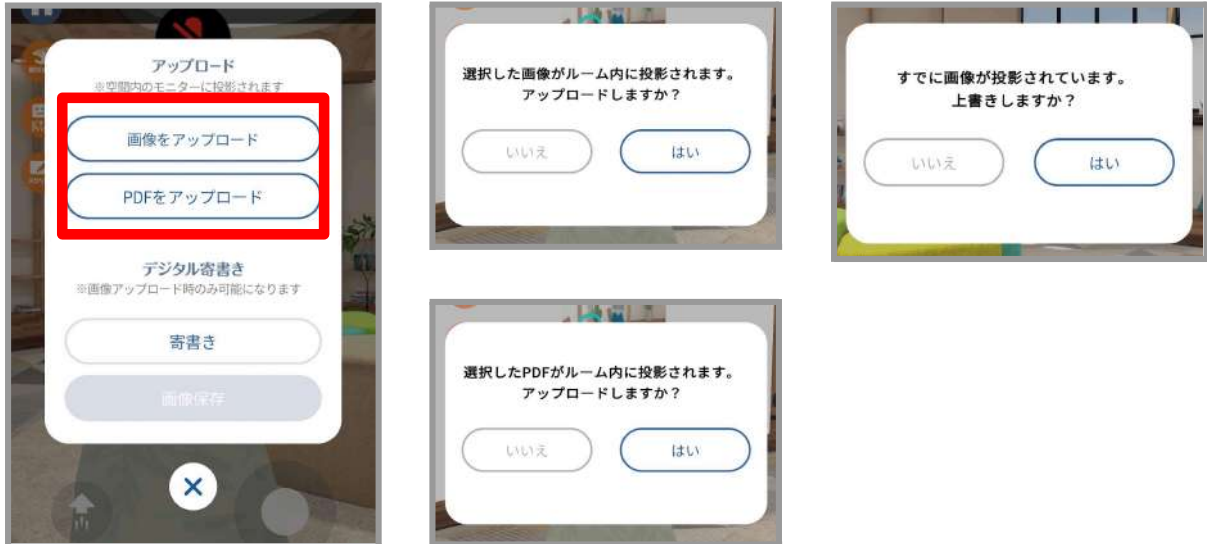 アップロード
※空間内のモニターに投影されます
画像をアップロード
PDFをアップロード
デジタル寄書き
※画像アップロード時のみ可能になります
寄書き
画像保存
選択した画像がルーム内に投影されます。
アップロードしますか？
いいえ
はい
すでに画像が投影されています。
上書きしますか？
いいえ
はい
選択したPDFがルーム内に投影されます。
アップロードしますか？
いいえ
はい